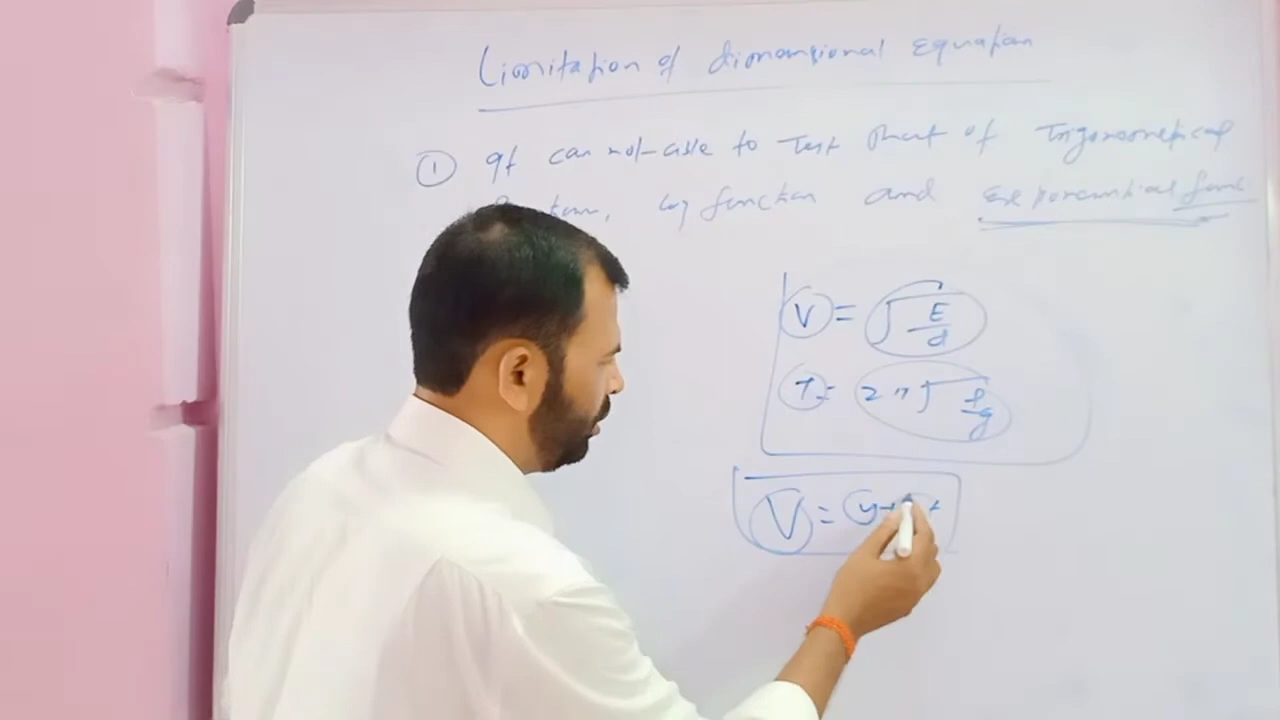 Limitation of dimensional Equation
① It can not able to Test that of Trigonometrical
log function and Exponential func
V = √E/d
T = 2π√l/g
V = u+